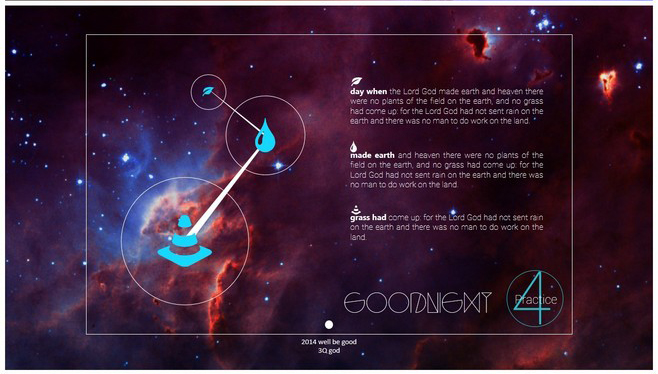 day when the Lord God made earth and heaven there
were no plants of the field on the earth, and no grass
had come up: for the Lord God had not sent rain on the
earth and there was no man to do work on the land.
made earth and heaven there were no plants of the
field on the earth, and no grass had come up: for the
Lord God had not sent rain on the earth and there was
no man to do work on the land.
grass had come up: for the Lord God had not sent rain
on the earth and there was no man to do work on the
land.
GOODNIGHT
4
Practice
2014 well be good
3Q god